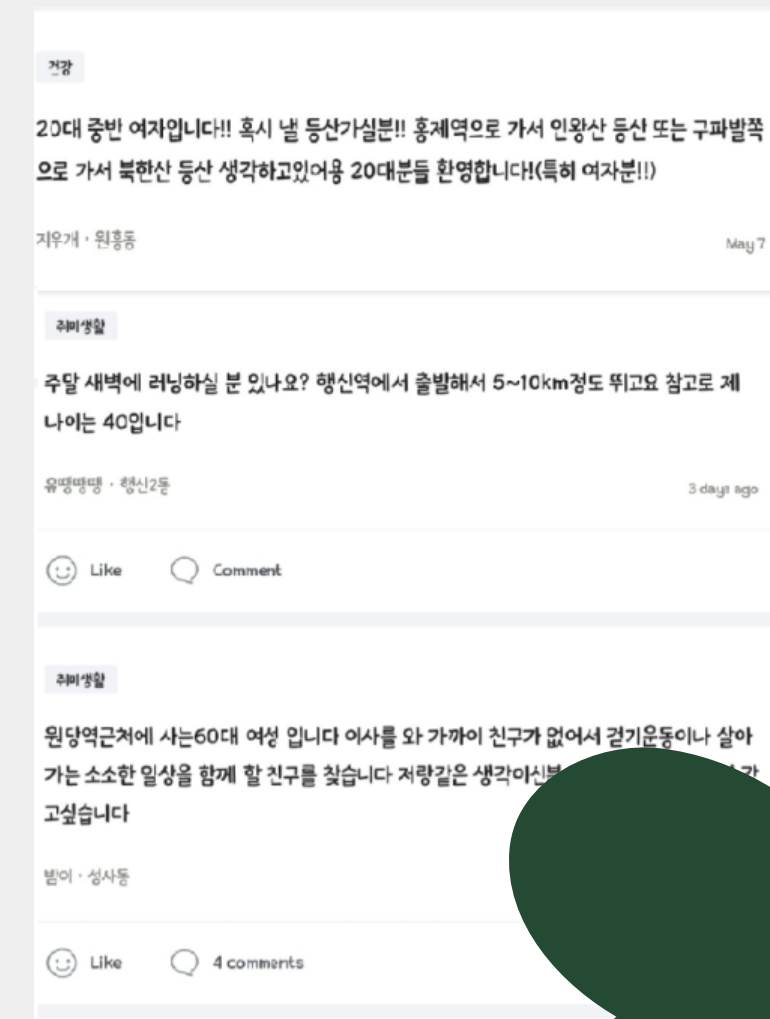 건강
20대 중반 여자입니다!! 혹시 낼 등산가실분!! 홍제역으로 가서 인왕산 등산 또는 구파발쪽
으로 가서 북한산 등산 생각하고있어용 20대분들 환영합니다!(특히 여자분!!)
지우개 · 원흥동
May 7
취미생활
주말 새벽에 러닝하실 분 있나요? 행신역에서 출발해서 5~10km정도 뛰고요 참고로 제
나이는 40입니다
유땡땡땡 · 행신2동
3 days ago
Like Comment
취미생활
원당역근처에 사는60대 여성 입니다 이사를 와 가까이 친구가 없어서 걷기운동이나 살아
가는 소소한 일상을 함께 할 친구를 찾습니다 저랑같은 생각이신
고싶습니다
밤이 · 성사동
Like 4 comments